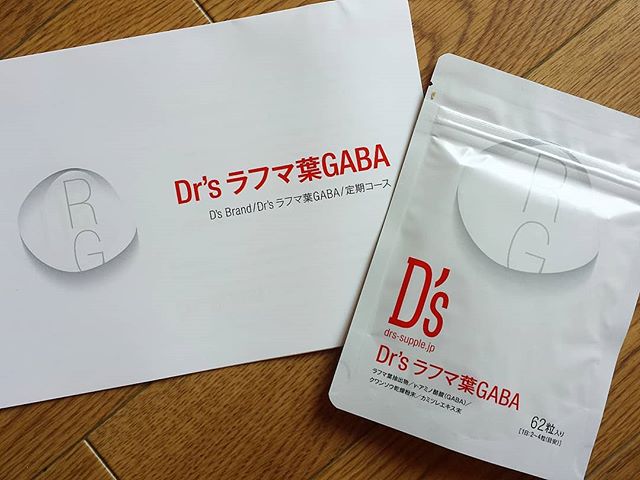 RG
Dr'sラフマ葉GABA
D's Brand/Dr'sラフマ葉GABA/定期コース
RG
D's
drs-supple.jp
Dr'sラフマ葉GABA
ラフマ葉抽出物/γ-アミノ酪酸(GABA)/
クワンソウ乾燥粉末/カミツレエキス末
62粒入り
[1日:2~4粒(目安)]